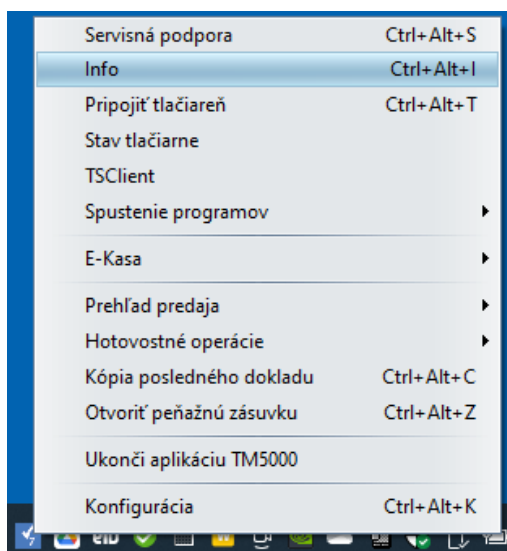 Servisná podpora Ctrl+Alt+S
Info Ctrl+Alt+I
Pripojiť tlačiareň Ctrl+Alt+T
Stav tlačiarne
TSClient
Spustenie programov
E-Kasa
Prehľad predaja
Hotovostné operácie
Kópia posledného dokladu Ctrl+Alt+C
Otvoriť peňažnú zásuvku Ctrl+Alt+Z
Ukonči aplikáciu TM5000
Konfigurácia Ctrl+Alt+K